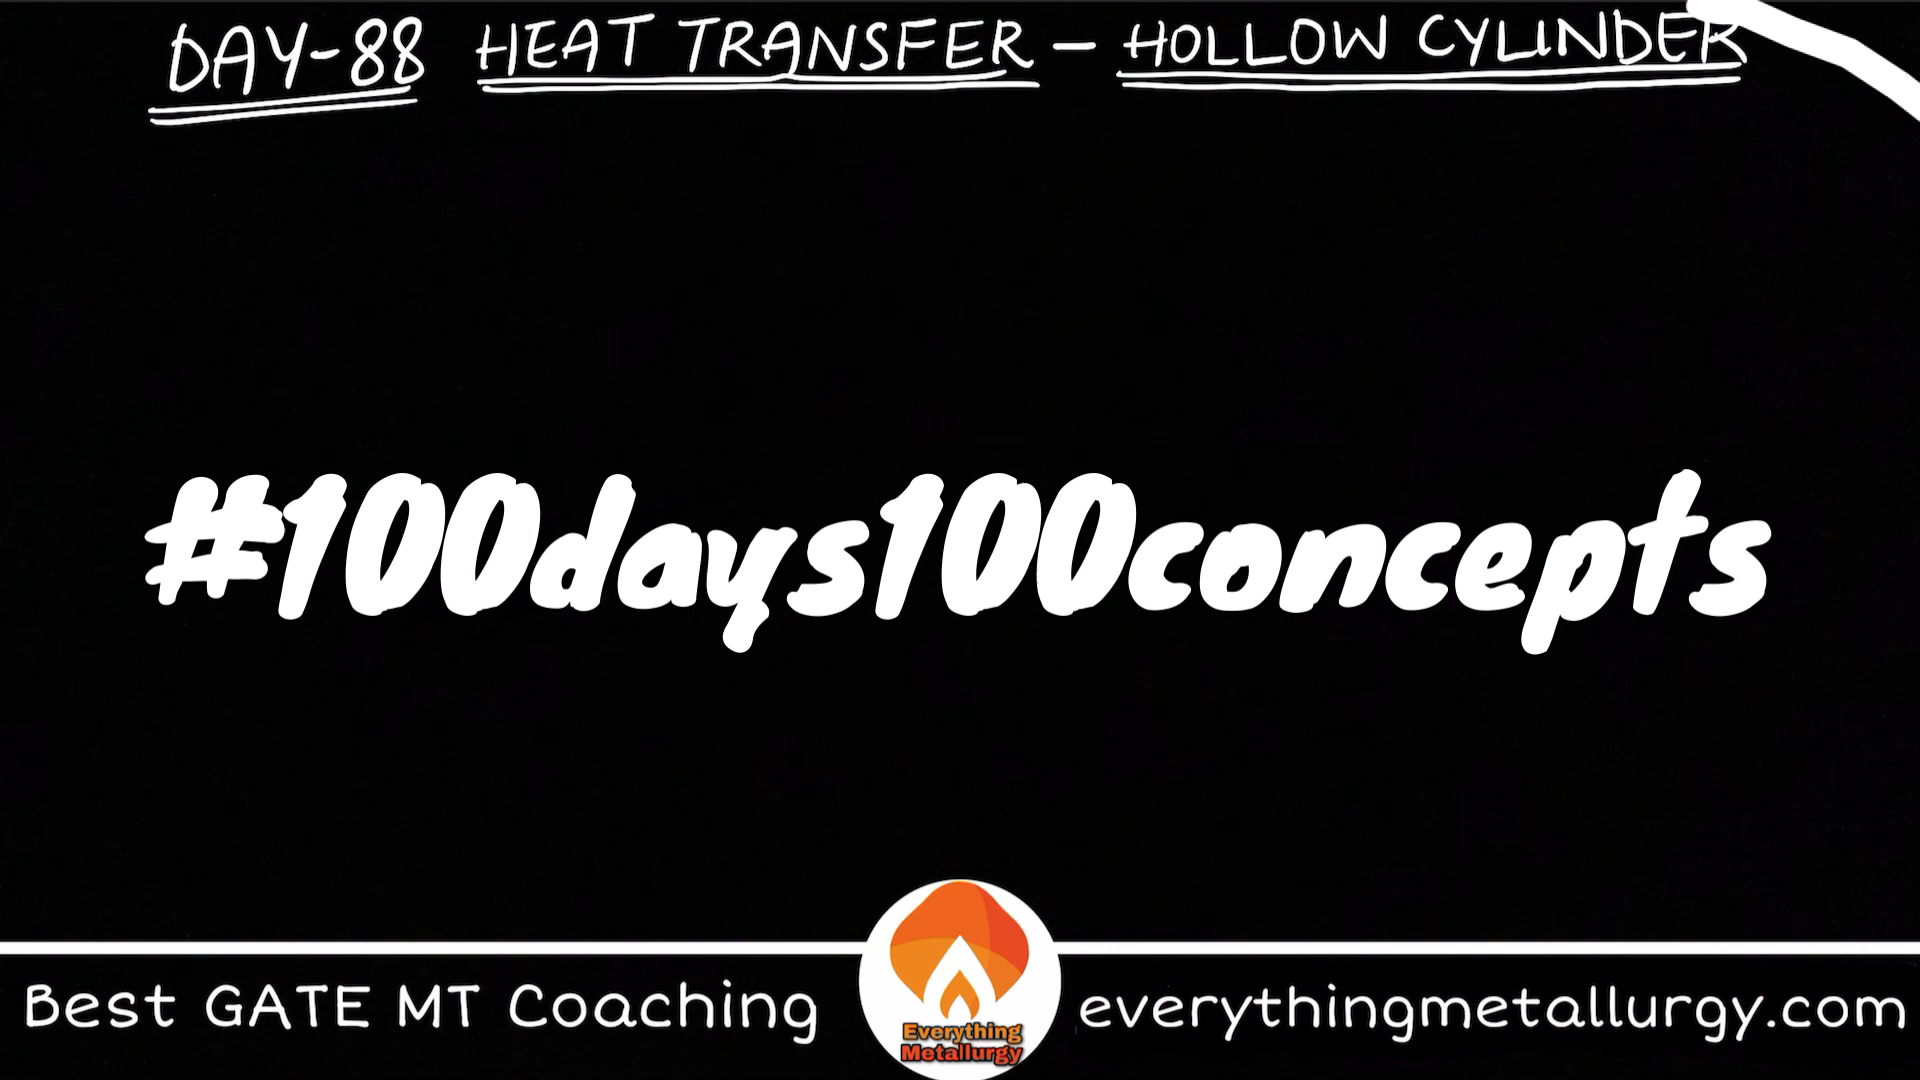 DAY-88 HEAT TRANSFER - HOLLOW CYLINDER
#100days100concepts
Best GATE MT Coaching
Everything
Metallurgy
everythingmetallurgy.com